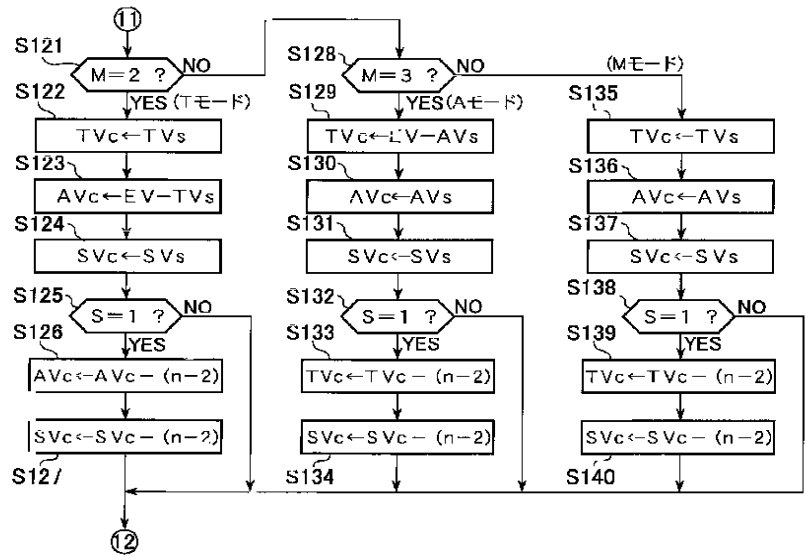 11
S121
M=2 ?
NO
YES(Tモード)
S122
TVc←TVs
S123
AVc←EV−TVs
S124
SVc←SVs
S125
S=1 ?
NO
YES
S126
AVc←AVc−(n−2)
SVc←SVc−(n−2)
S127
12
S128
M=3 ?
NO
YES(Aモード)
S129
TVc←EV−AVs
S130
AVc←AVs
S131
SVc←SVs
S132
S=1 ?
NO
YES
S133
TVc←TVc−(n−2)
SVc←SVc−(n−2)
S134
(Mモード)
S135
TVc←TVs
S136
AVc←AVs
S137
SVc←SVs
S138
S=1 ?
NO
YES
S139
TVc←TVc−(n−2)
SVc←SVc−(n−2)
S140